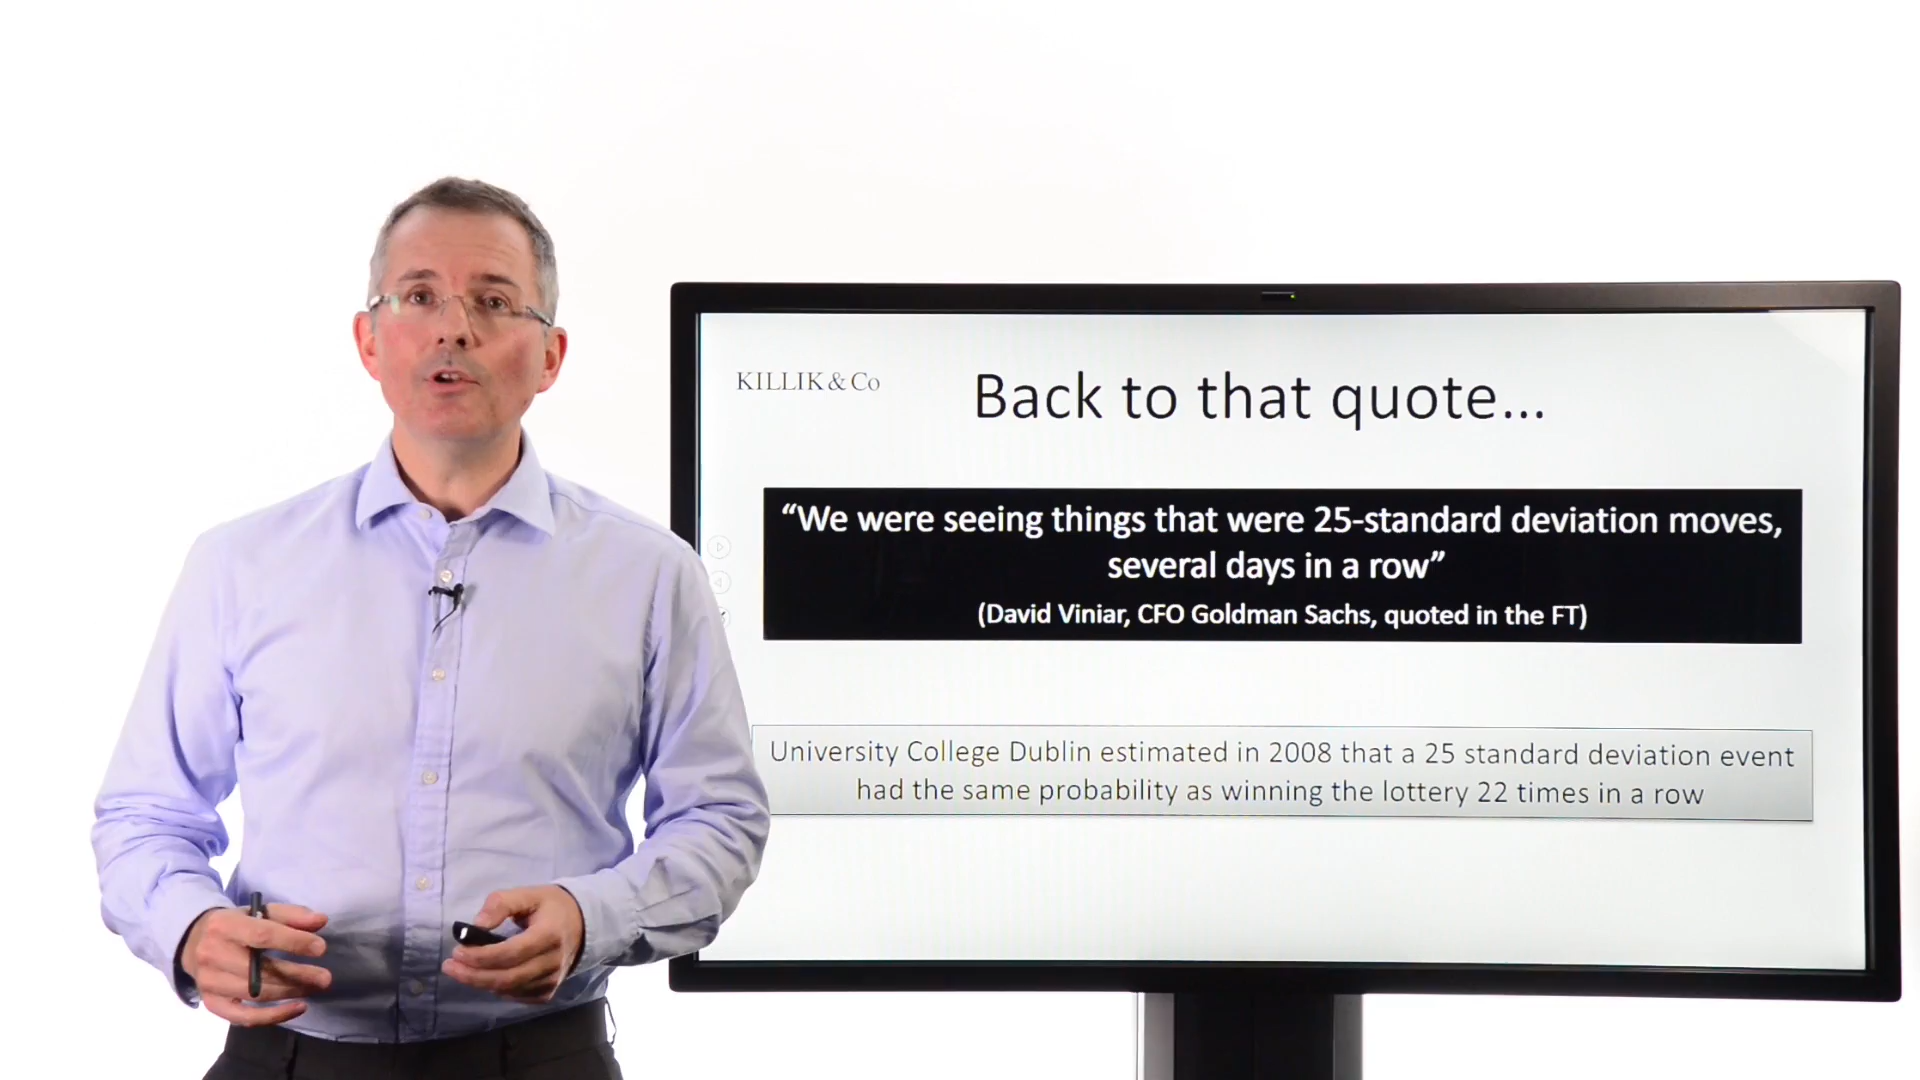 KILLIK & Co
Back to that quote...
“We were seeing things that were 25-standard deviation moves,
several days in a row”
(David Viniar, CFO Goldman Sachs, quoted in the FT)
University College Dublin estimated in 2008 that a 25 standard deviation event
had the same probability as winning the lottery 22 times in a row